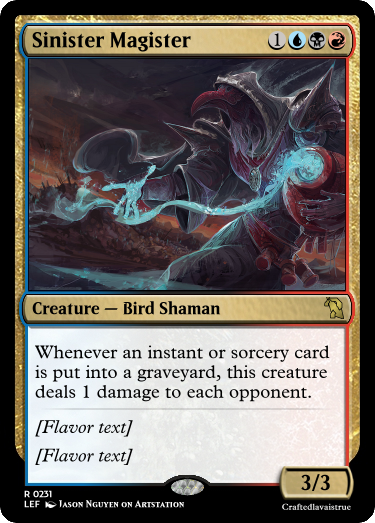 Sinister Magister 1
Creature — Bird Shaman
Whenever an instant or sorcery card
is put into a graveyard, this creature
deals 1 damage to each opponent.
[Flavor text]
[Flavor text]
3/3
R 0231
LEF Jason Nguyen on Artstation
Craftedlavaistrue